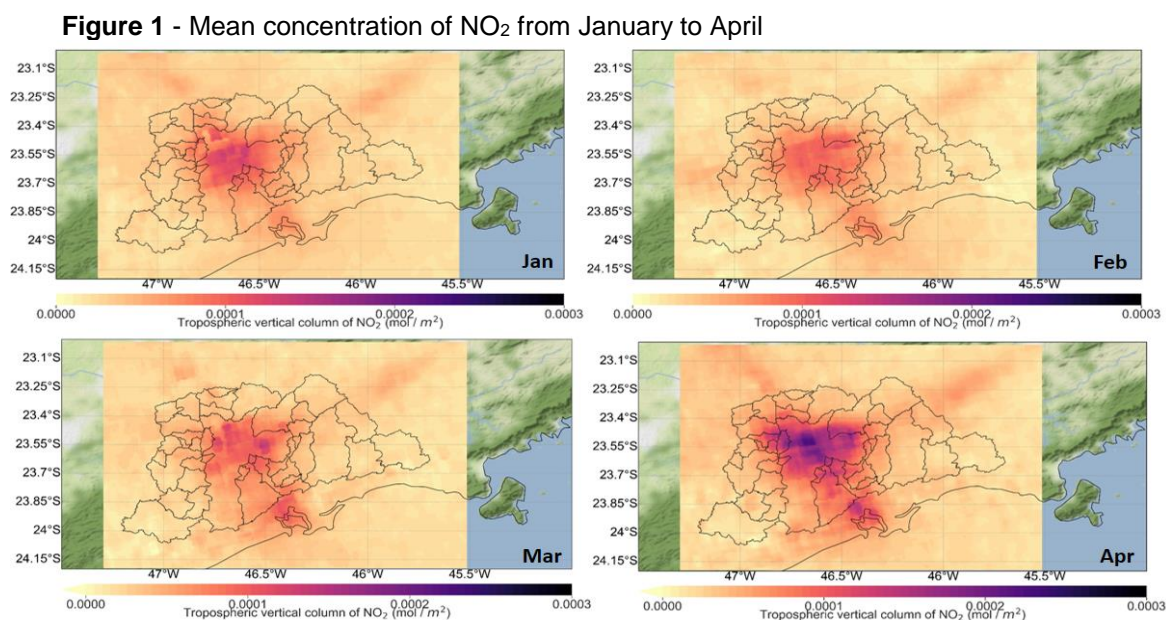 Figure 1 - Mean concentration of NO₂ from January to April
23.1°S
23.25°S
23.4°S
23.55°S
23.7°S
23.85°S
24°S
24.15°S
47°W 46.5°W 46°W 45.5°W
Jan
0.0000 0.0001 0.0002 0.0003
Tropospheric vertical column of NO₂ (mol / m²)
23.1°S
23.25°S
23.4°S
23.55°S
23.7°S
23.85°S
24°S
24.15°S
47°W 46.5°W 46°W 45.5°W
Feb
0.0000 0.0001 0.0002 0.0003
Tropospheric vertical column of NO₂ (mol / m²)
23.1°S
23.25°S
23.4°S
23.55°S
23.7°S
23.85°S
24°S
24.15°S
47°W 46.5°W 46°W 45.5°W
Mar
0.0000 0.0001 0.0002 0.0003
Tropospheric vertical column of NO₂ (mol / m²)
23.1°S
23.25°S
23.4°S
23.55°S
23.7°S
23.85°S
24°S
24.15°S
47°W 46.5°W 46°W 45.5°W
Apr
0.0000 0.0001 0.0002 0.0003
Tropospheric vertical column of NO₂ (mol / m²)